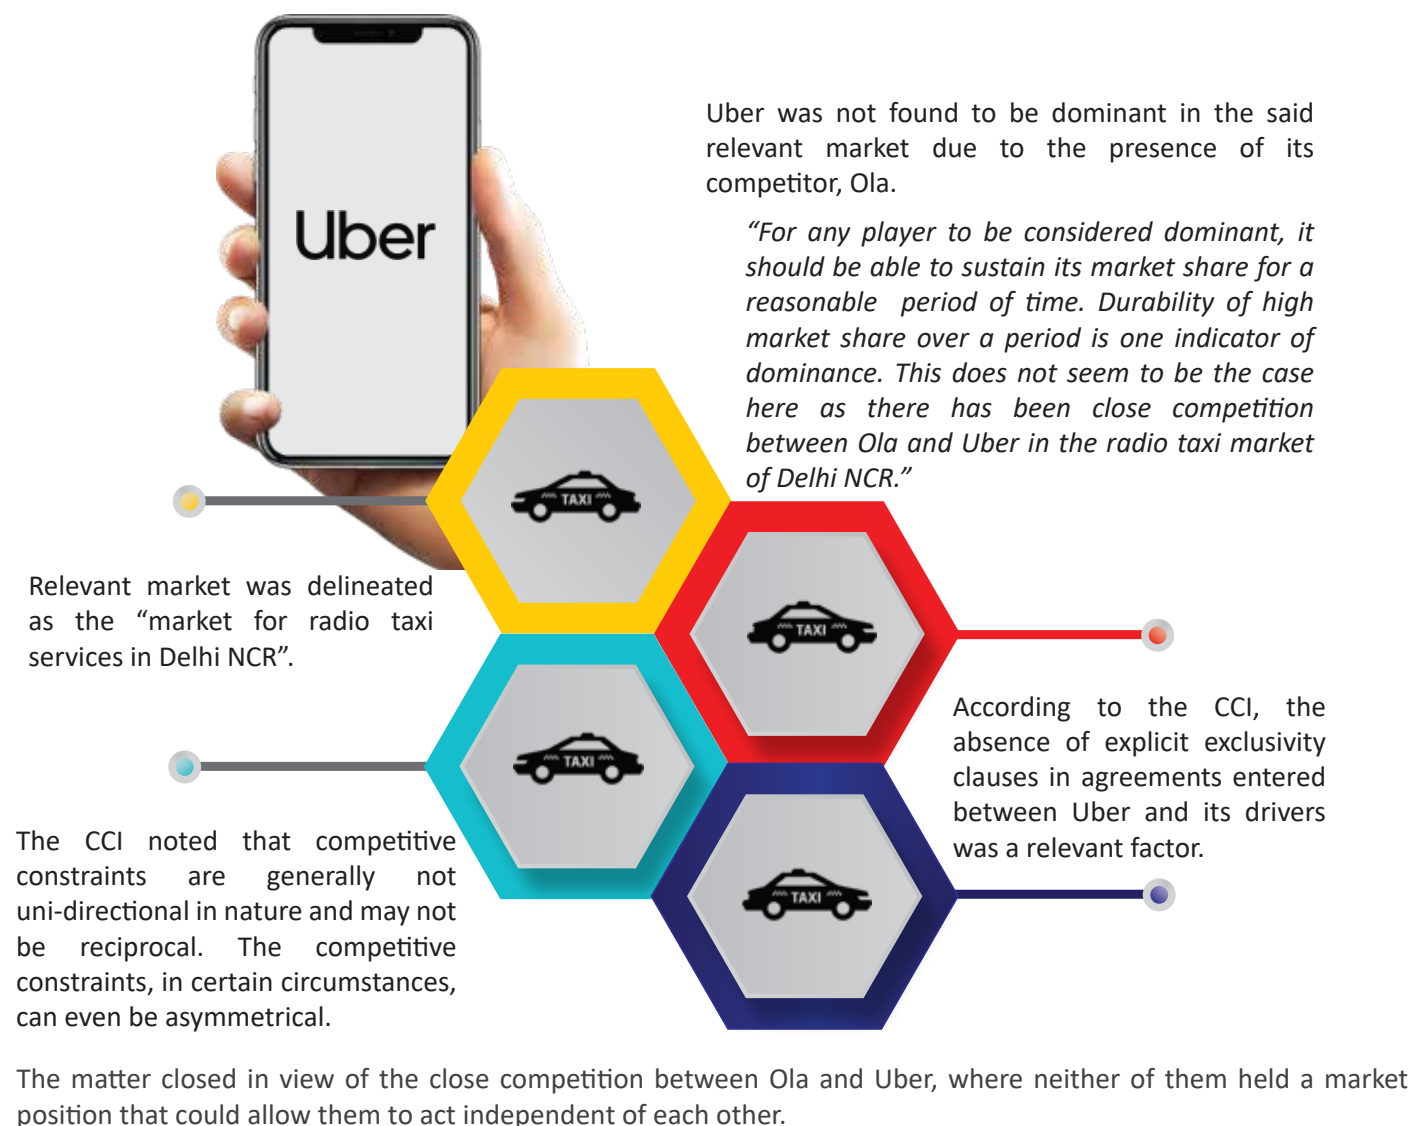 Uber
Uber was not found to be dominant in the said
relevant market due to the presence of its
competitor, Ola.
“For any player to be considered dominant, it
should be able to sustain its market share for a
reasonable period of time. Durability of high
market share over a period is one indicator of
dominance. This does not seem to be the case
here as there has been close competition
between Ola and Uber in the radio taxi market
of Delhi NCR.”
TAXI
Relevant market was delineated
as the “market for radio taxi
services in Delhi NCR”.
TAXI
According to the CCI, the
absence of explicit exclusivity
clauses in agreements entered
between Uber and its drivers
was a relevant factor.
TAXI
The CCI noted that competitive
constraints are generally not
uni-directional in nature and may not
be reciprocal. The competitive
constraints, in certain circumstances,
can even be asymmetrical.
TAXI
The matter closed in view of the close competition between Ola and Uber, where neither of them held a market
position that could allow them to act independent of each other.